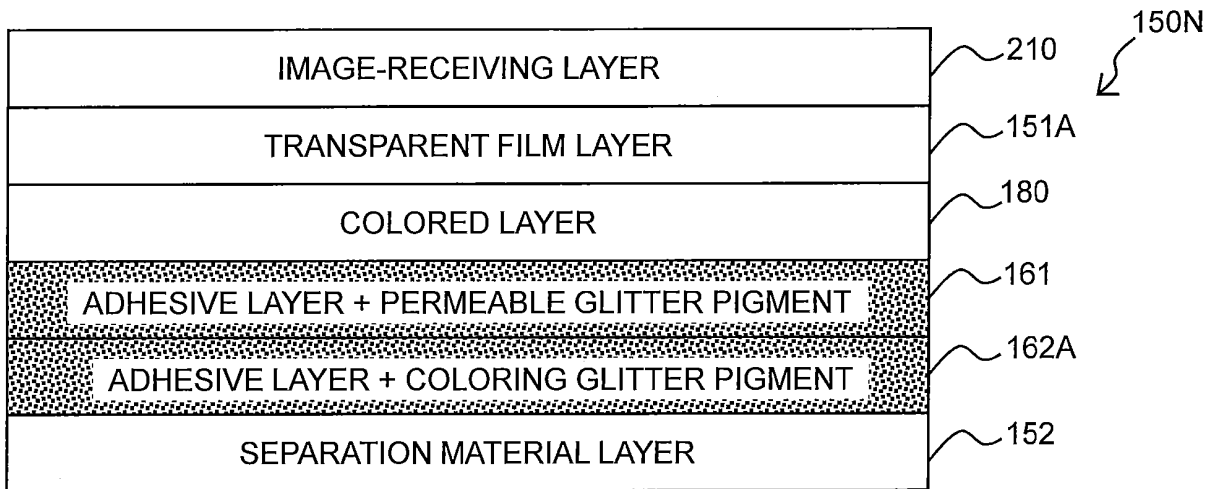 150N
IMAGE-RECEIVING LAYER 210
TRANSPARENT FILM LAYER 151A
COLORED LAYER 180
ADHESIVE LAYER + PERMEABLE GLITTER PIGMENT 161
ADHESIVE LAYER + COLORING GLITTER PIGMENT 162A
SEPARATION MATERIAL LAYER 152